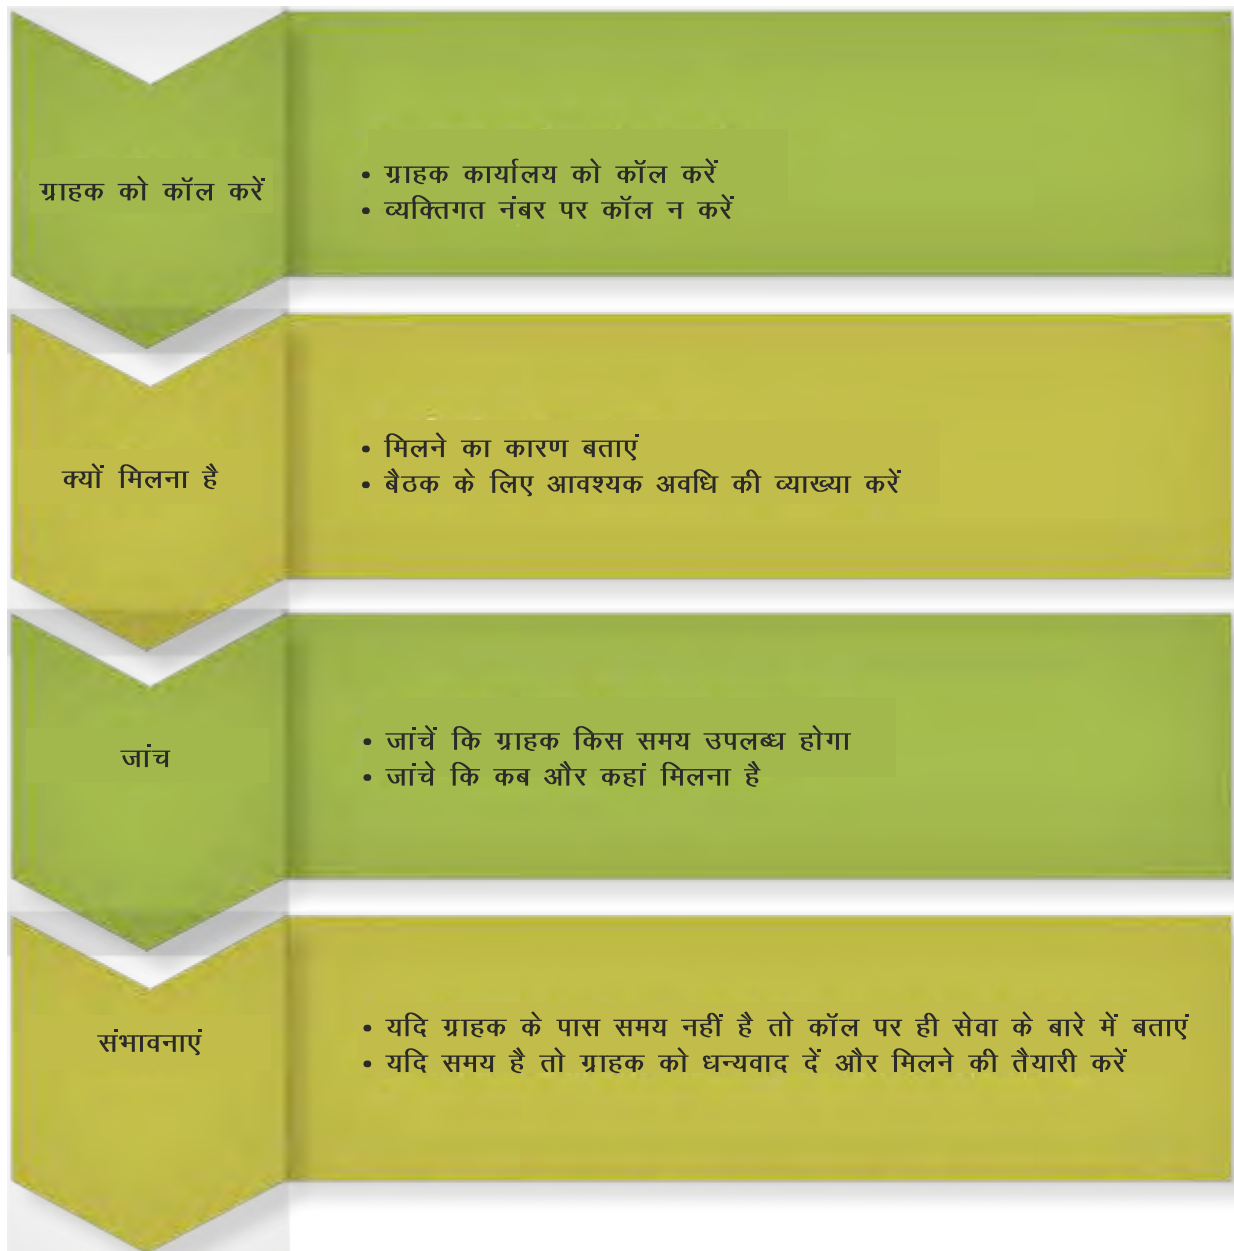 ग्राहक को कॉल करें
• ग्राहक कार्यालय को कॉल करें
• व्यक्तिगत नंबर पर कॉल न करें
क्यों मिलना है
• मिलने का कारण बताएं
• बैठक के लिए आवश्यक अवधि की व्याख्या करें
जांच
• जांचें कि ग्राहक किस समय उपलब्ध होगा
• जांचे कि कब और कहां मिलना है
संभावनाएं
• यदि ग्राहक के पास समय नहीं है तो कॉल पर ही सेवा के बारे में बताएं
• यदि समय है तो ग्राहक को धन्यवाद दें और मिलने की तैयारी करें